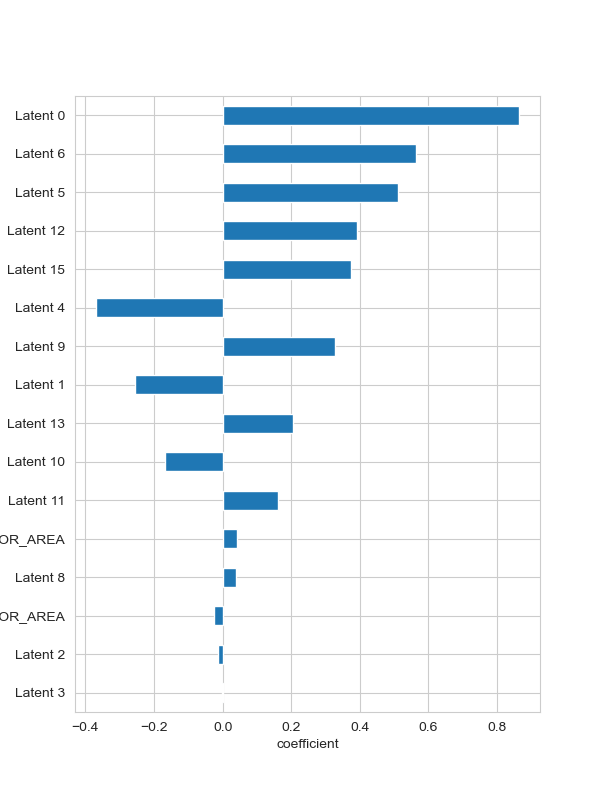 Latent 0
Latent 6
Latent 5
Latent 12
Latent 15
Latent 4
Latent 9
Latent 1
Latent 13
Latent 10
Latent 11
OR_AREA
Latent 8
OR_AREA
Latent 2
Latent 3
−0.4 −0.2 0.0 0.2 0.4 0.6 0.8
coefficient